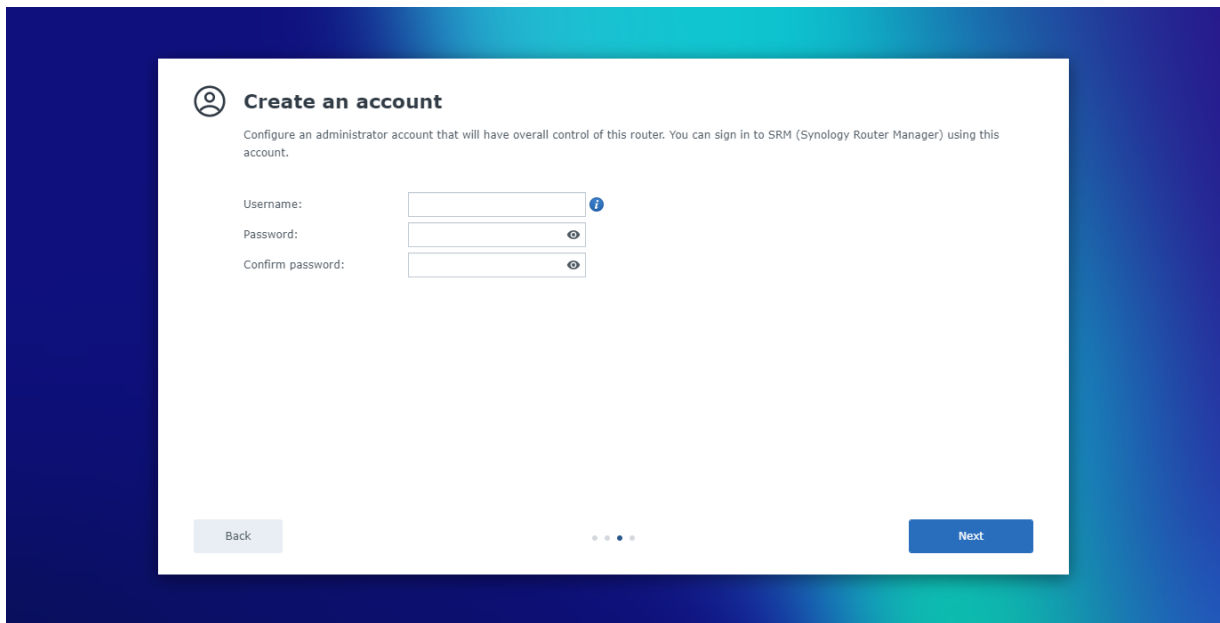 Create an account
Configure an administrator account that will have overall control of this router. You can sign in to SRM (Synology Router Manager) using this
account.
Username:
Password:
Confirm password:
Back
Next